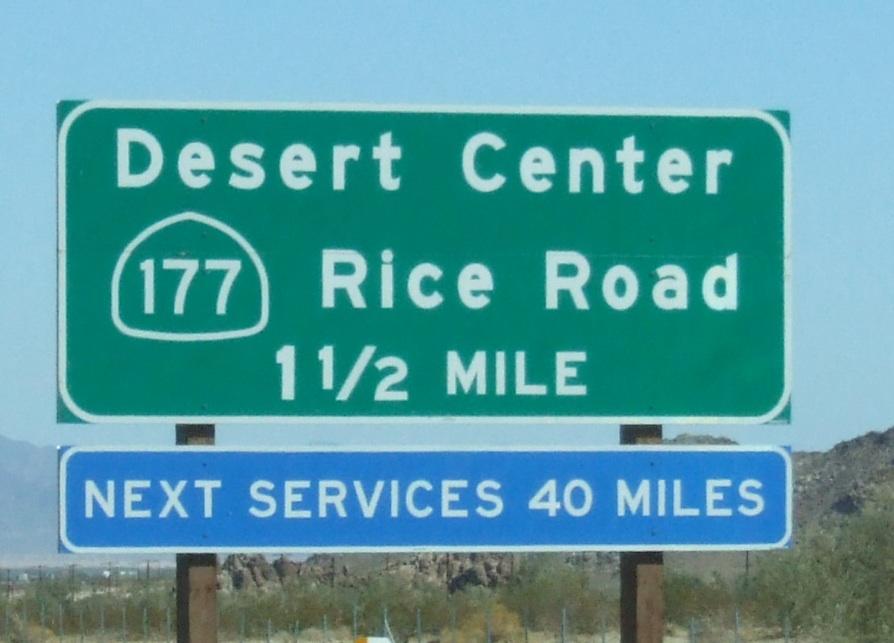 Desert Center
177 Rice Road
1 1/2 MILE
NEXT SERVICES 40 MILES